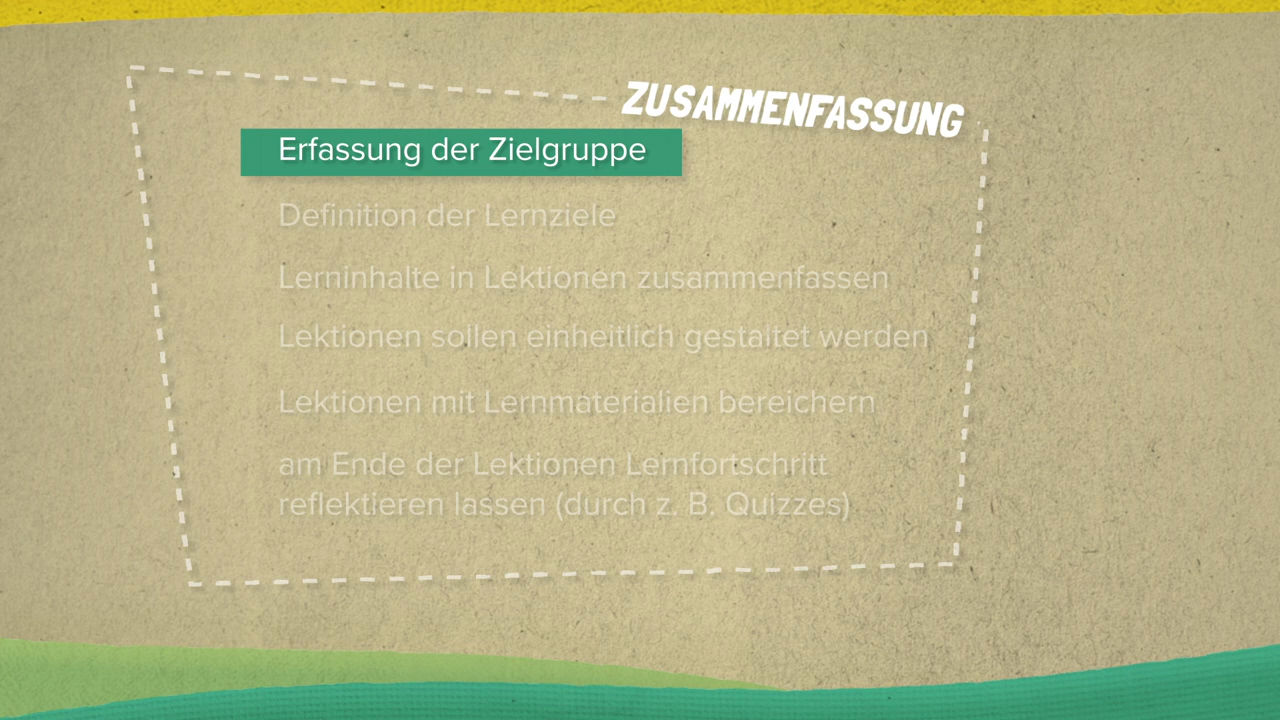 ZUSAMMENFASSUNG
Erfassung der Zielgruppe
Definition der Lernziele
Lerninhalte in Lektionen zusammenfassen
Lektionen sollen einheitlich gestaltet werden
Lektionen mit Lernmaterialien bereichern
am Ende der Lektionen Lernfortschritt
reflektieren lassen (durch z. B. Quizzes)